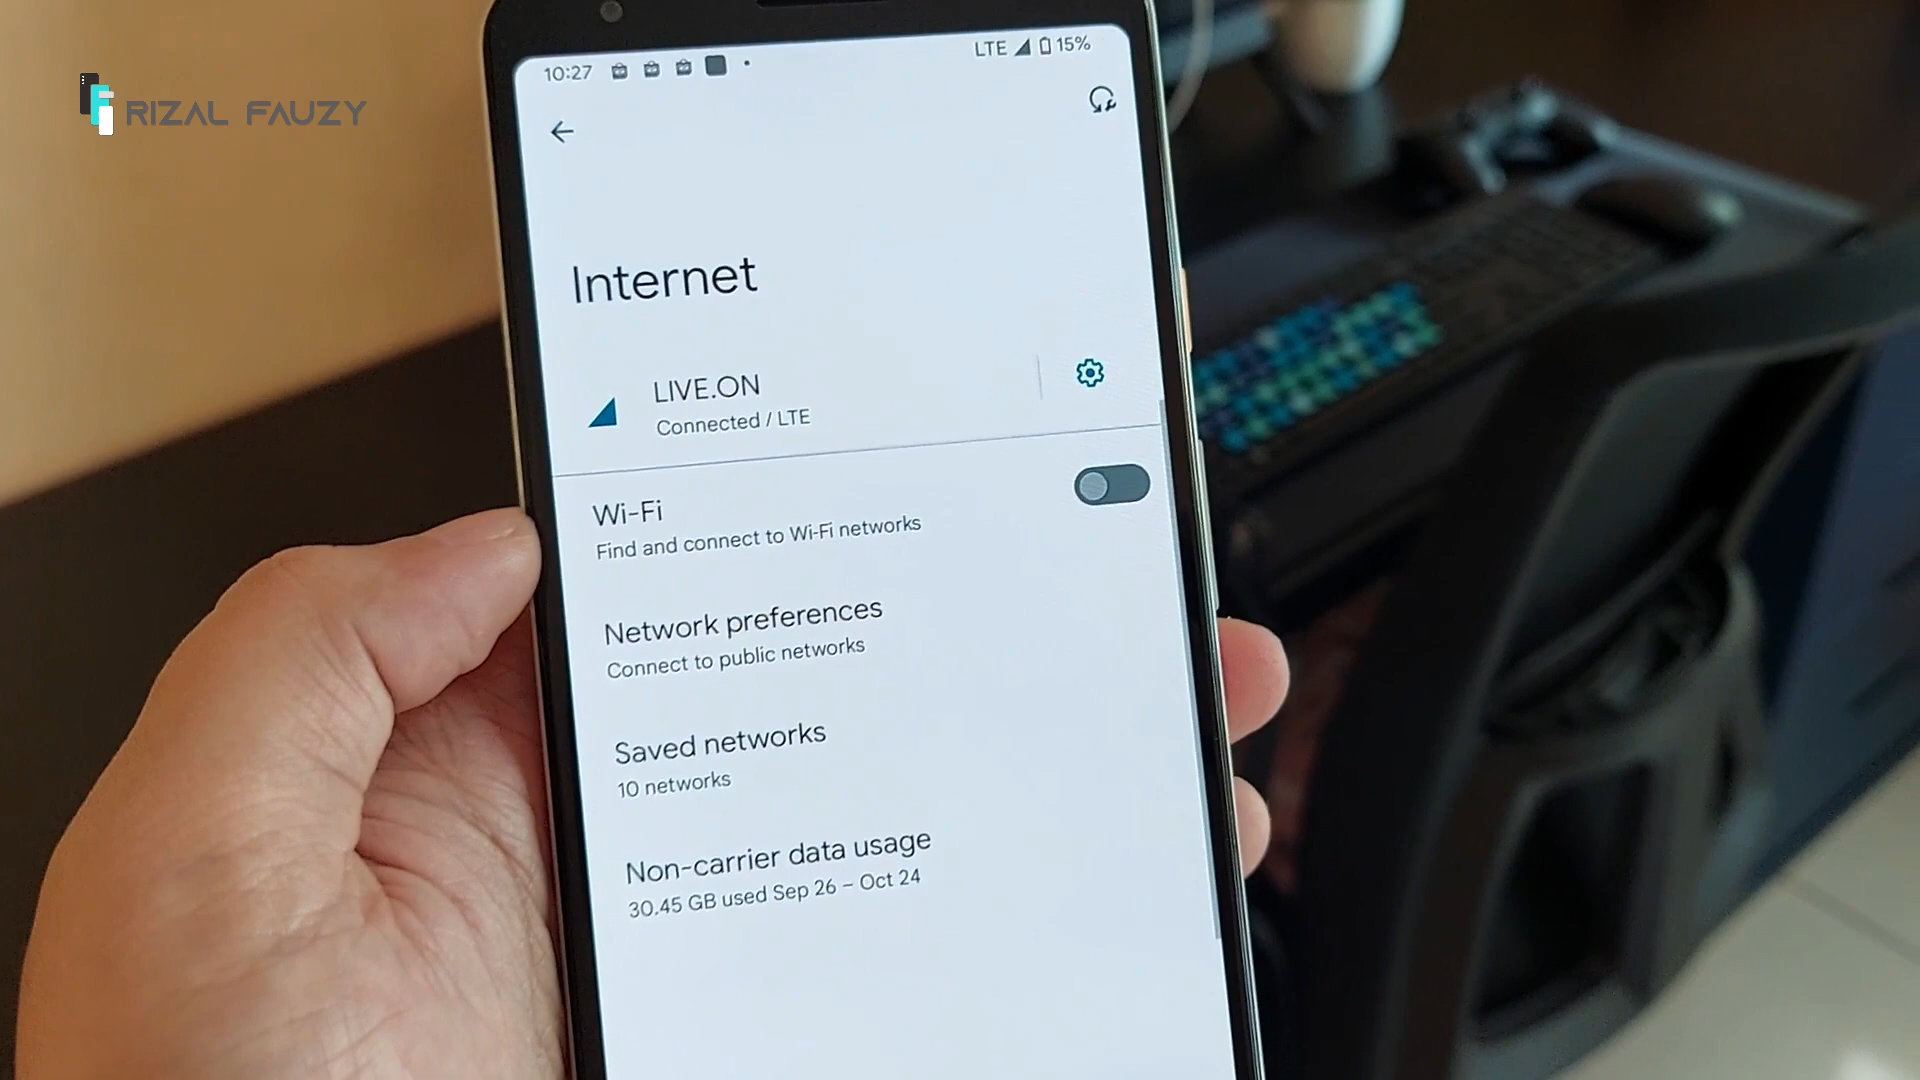 RIZAL FAUZY
10:27
LTE 15%
Internet
LIVE.ON
Connected / LTE
Wi-Fi
Find and connect to Wi-Fi networks
Network preferences
Connect to public networks
Saved networks
10 networks
Non-carrier data usage
30.45 GB used Sep 26 – Oct 24